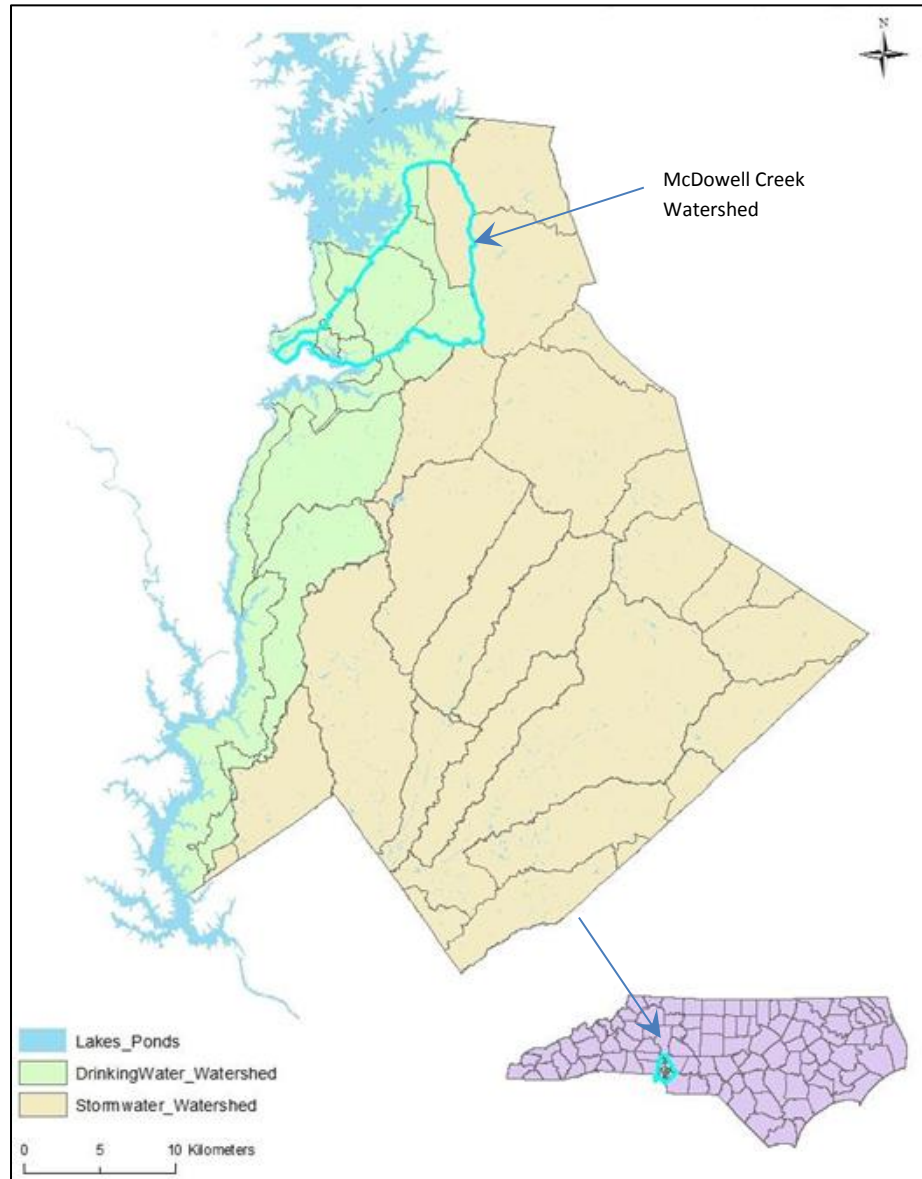 N
McDowell Creek
Watershed
Lakes_Ponds
DrinkingWater_Watershed
Stormwater_Watershed
0 5 10 Kilometers